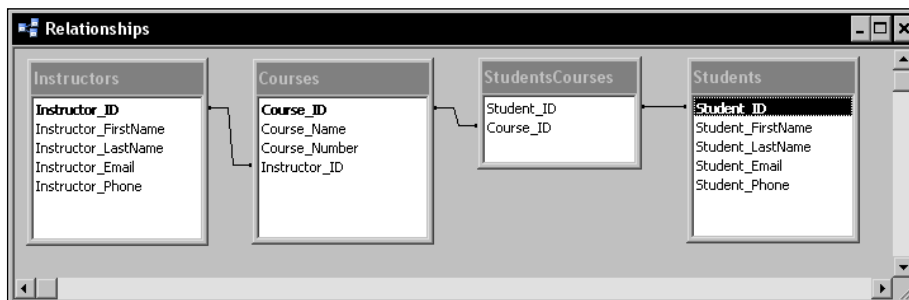 Relationships
Instructors
Instructor_ID
Instructor_FirstName
Instructor_LastName
Instructor_Email
Instructor_Phone
Courses
Course_ID
Course_Name
Course_Number
Instructor_ID
StudentsCourses
Student_ID
Course_ID
Students
Student_ID
Student_FirstName
Student_LastName
Student_Email
Student_Phone